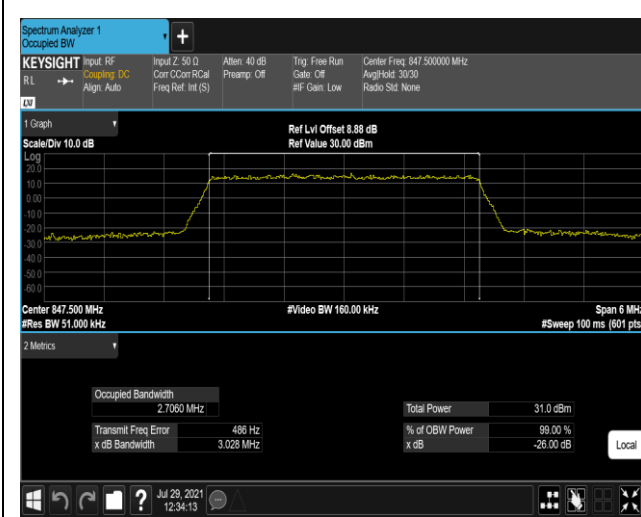 Spectrum Analyzer 1
Occupied BW
KEYSIGHT
RL
LXI
Input: RF
Coupling: DC
Align: Auto
Input Z: 50 Ω
Corr CCorr RCal
Freq Ref: Int (S)
Atten: 40 dB
Preamp: Off
Trig: Free Run
Gate: Off
#IF Gain: Low
Center Freq: 847.500000 MHz
Avg|Hold: 30/30
Radio Std: None
1 Graph
Scale/Div 10.0 dB
Ref Lvl Offset 8.88 dB
Ref Value 30.00 dBm
Log
20.0
10.0
0.00
-10.0
-20.0
-30.0
-40.0
-50.0
-60.0
Center 847.500 MHz
#Res BW 51.000 kHz
#Video BW 160.00 kHz
Span 6 MHz
#Sweep 100 ms (601 pts
2 Metrics
Occupied Bandwidth
2.7060 MHz
Transmit Freq Error 486 Hz
x dB Bandwidth 3.028 MHz
Total Power 31.0 dBm
% of OBW Power 99.00 %
x dB -26.00 dB
Local
?
Jul 29, 2021
12:34:13